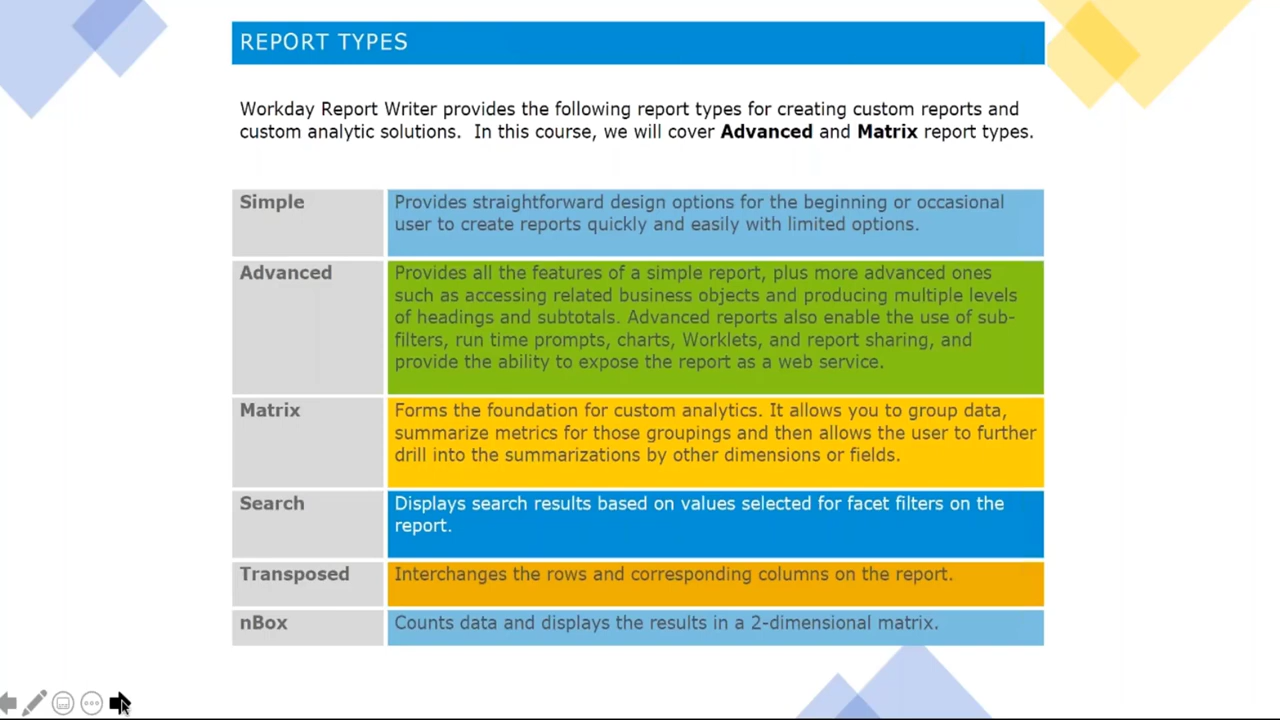 REPORT TYPES
Workday Report Writer provides the following report types for creating custom reports and
custom analytic solutions.  In this course, we will cover Advanced and Matrix report types.
Simple
Provides straightforward design options for the beginning or occasional
user to create reports quickly and easily with limited options.
Advanced
Provides all the features of a simple report, plus more advanced ones
such as accessing related business objects and producing multiple levels
of headings and subtotals. Advanced reports also enable the use of sub-
filters, run time prompts, charts, Worklets, and report sharing, and
provide the ability to expose the report as a web service.
Matrix
Forms the foundation for custom analytics. It allows you to group data,
summarize metrics for those groupings and then allows the user to further
drill into the summarizations by other dimensions or fields.
Search
Displays search results based on values selected for facet filters on the
report.
Transposed
Interchanges the rows and corresponding columns on the report.
nBox
Counts data and displays the results in a 2-dimensional matrix.